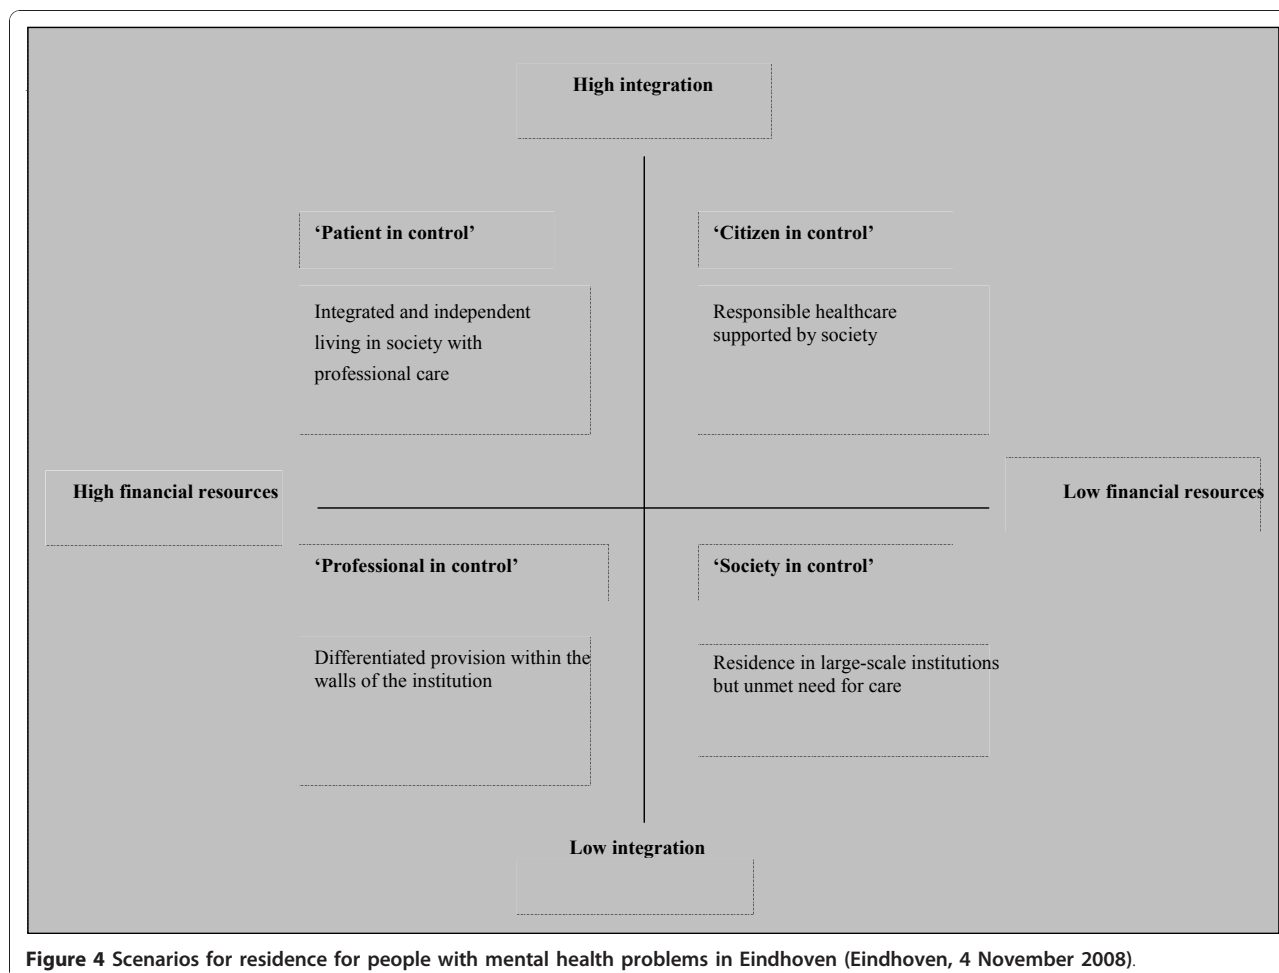 High integration
‘Patient in control’
‘Citizen in control’
Integrated and independent
living in society with
professional care
Responsible healthcare
supported by society
High financial resources
Low financial resources
‘Professional in control’
‘Society in control’
Differentiated provision within the
walls of the institution
Residence in large-scale institutions
but unmet need for care
Low integration
Figure 4 Scenarios for residence for people with mental health problems in Eindhoven (Eindhoven, 4 November 2008).